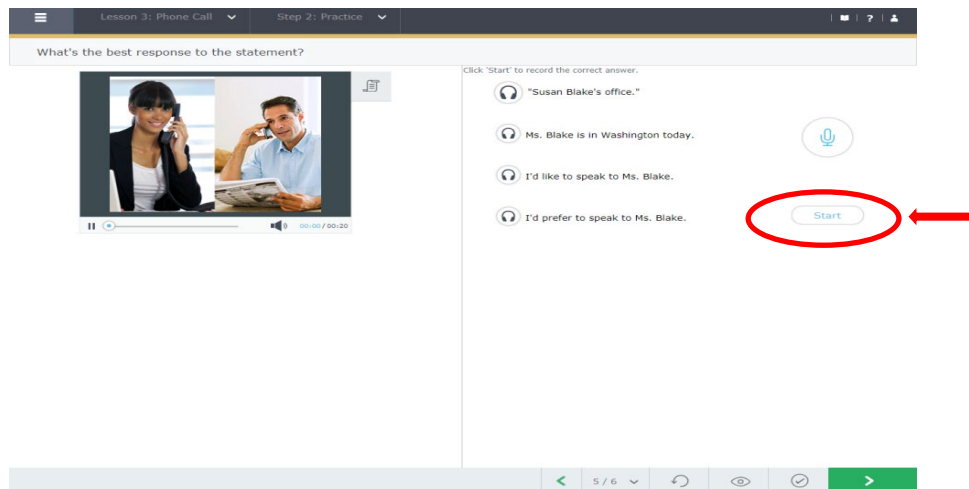 Lesson 3: Phone Call
Step 2: Practice
?
What's the best response to the statement?
Click 'Start' to record the correct answer.
"Susan Blake's office."
Ms. Blake is in Washington today.
I'd like to speak to Ms. Blake.
I'd prefer to speak to Ms. Blake.
Start
00:00/00:20
5/6